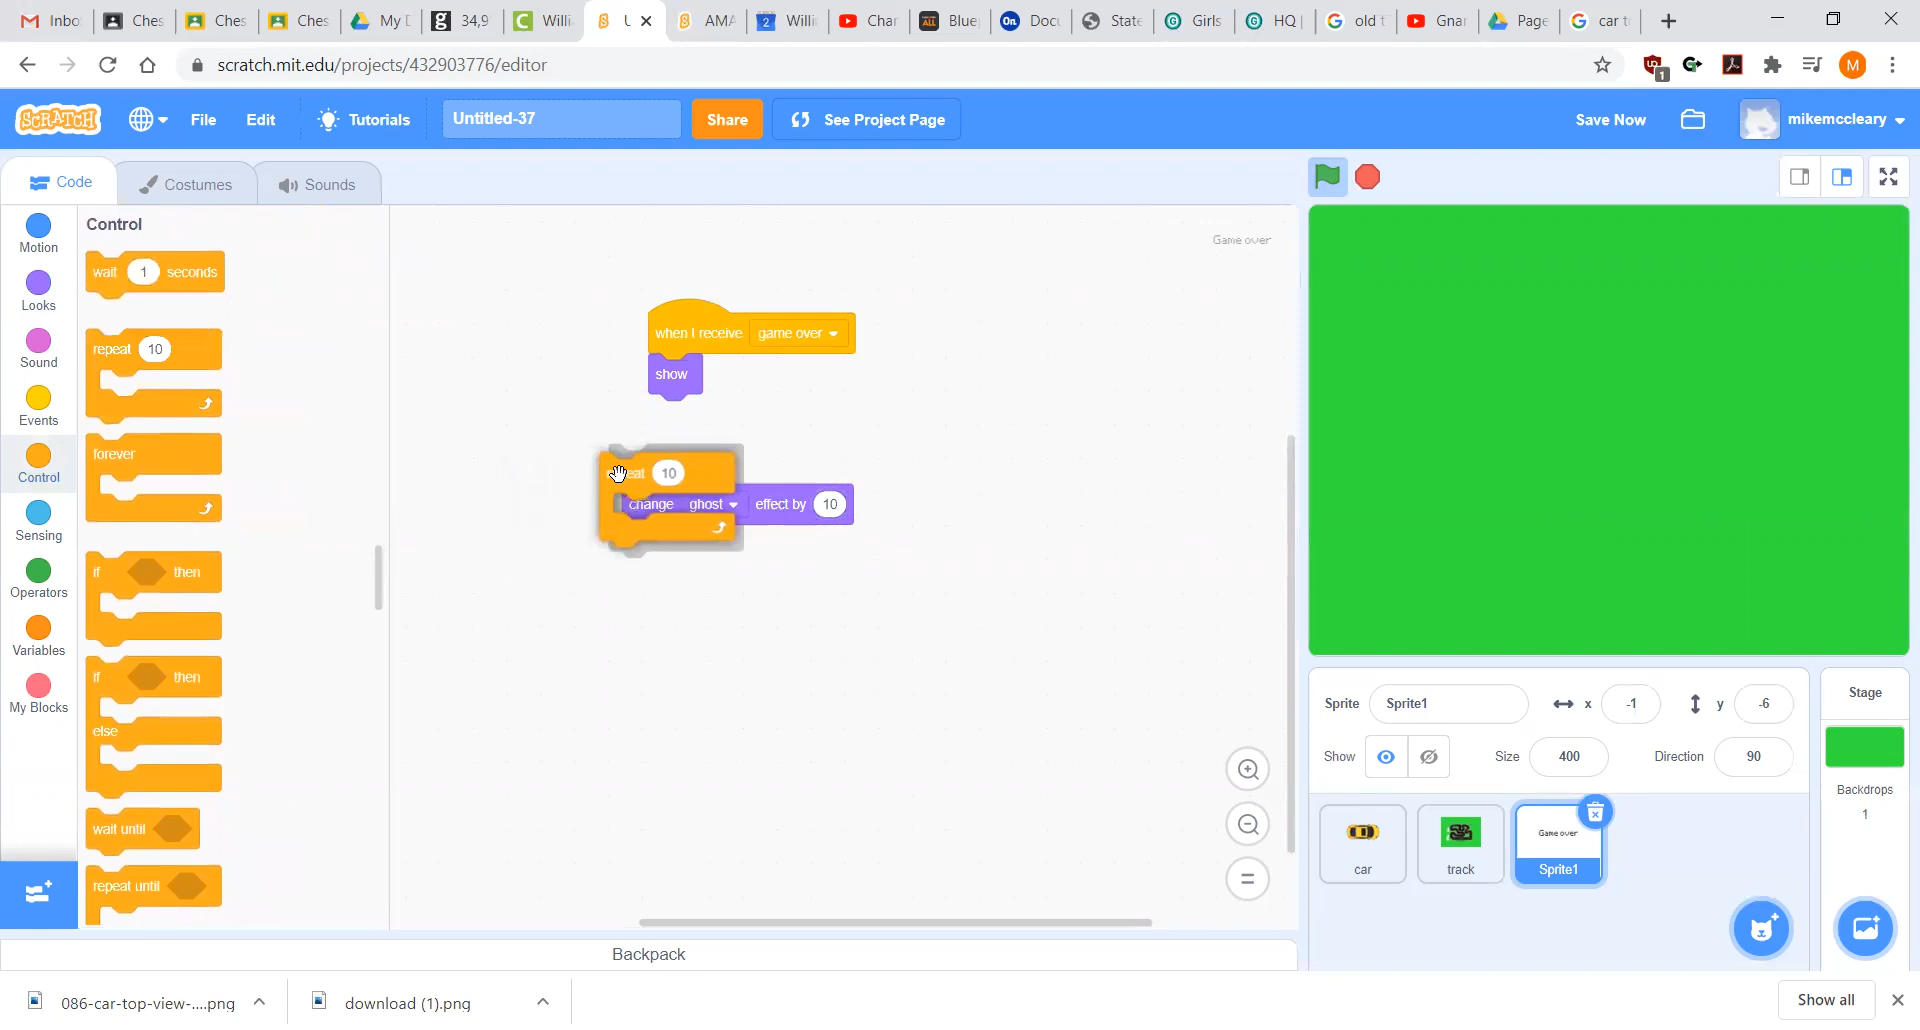 Inbo
Ches
Ches
Ches
My D
34,9
Willi
U
AMA
Willi
Char
Blue
Docu
State
Girls
HQ
old t
Gnar
Page
car t
scratch.mit.edu/projects/432903776/editor
1
M
SCRATCH
File
Edit
Tutorials
Untitled-37
Share
See Project Page
Save Now
mikemccleary
Code
Costumes
Sounds
Motion
Looks
Sound
Events
Control
Sensing
Operators
Variables
My Blocks
Control
wait 1 seconds
repeat 10
forever
if then
if then
else
wait until
repeat until
Game over
when I receive game over
show
10
change ghost effect by 10
Backpack
Sprite Sprite1 x -1 y -6
Show Size 400 Direction 90
car
track
Game over
Sprite1
Stage
Backdrops
1
086-car-top-view-....png
download (1).png
Show all